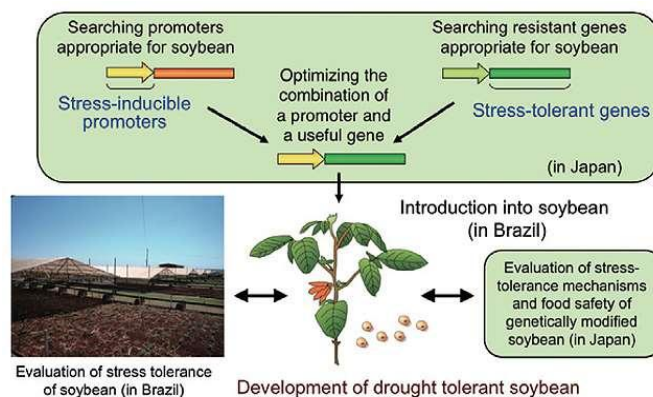 Searching promoters
appropriate for soybean
Stress-inducible
promoters
Optimizing the
combination of
a promoter and
a useful gene
Searching resistant genes
appropriate for soybean
Stress-tolerant genes
(in Japan)
Introduction into soybean
(in Brazil)
Evaluation of stress-
tolerance mechanisms
and food safety of
genetically modified
soybean (in Japan)
Evaluation of stress tolerance
of soybean (in Brazil)
Development of drought tolerant soybean